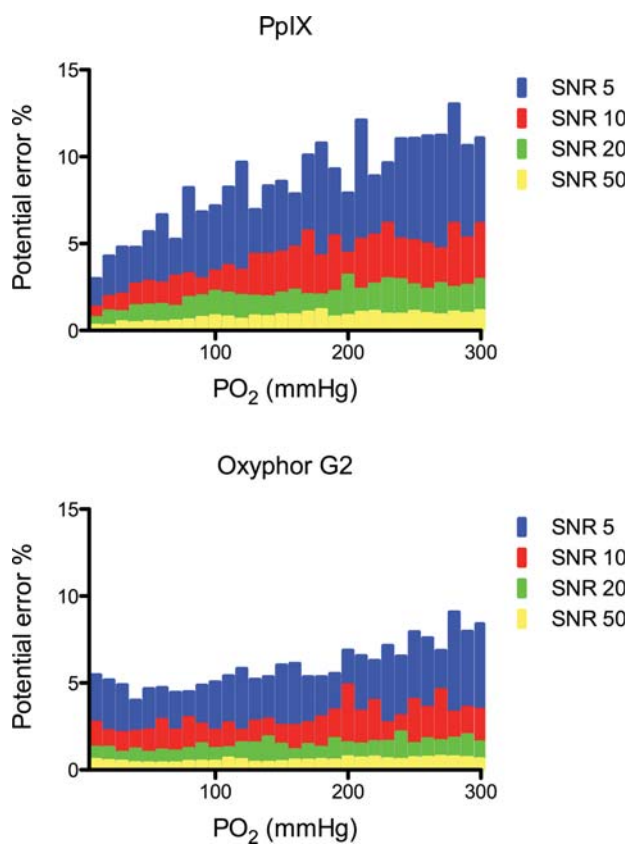 PpIX
15
10
5
0
Potential error %
100
200
300
PO2 (mmHg)
SNR 5
SNR 10
SNR 20
SNR 50
Oxyphor G2
15
10
5
0
Potential error %
100
200
300
PO2 (mmHg)
SNR 5
SNR 10
SNR 20
SNR 50